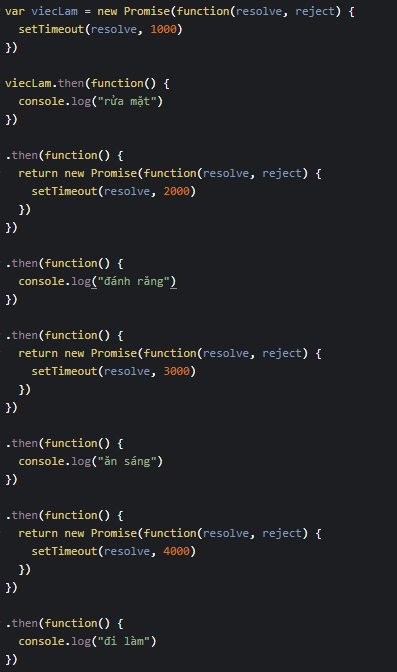 var viecLam = new Promise(function(resolve, reject) {
  setTimeout(resolve, 1000)
})

viecLam.then(function() {
  console.log("rửa mặt")
})

.then(function() {
  return new Promise(function(resolve, reject) {
    setTimeout(resolve, 2000)
  })
})

.then(function() {
  console.log("đánh răng")
})

.then(function() {
  return new Promise(function(resolve, reject) {
    setTimeout(resolve, 3000)
  })
})

.then(function() {
  console.log("ăn sáng")
})

.then(function() {
  return new Promise(function(resolve, reject) {
    setTimeout(resolve, 4000)
  })
})

.then(function() {
  console.log("đi làm")
})